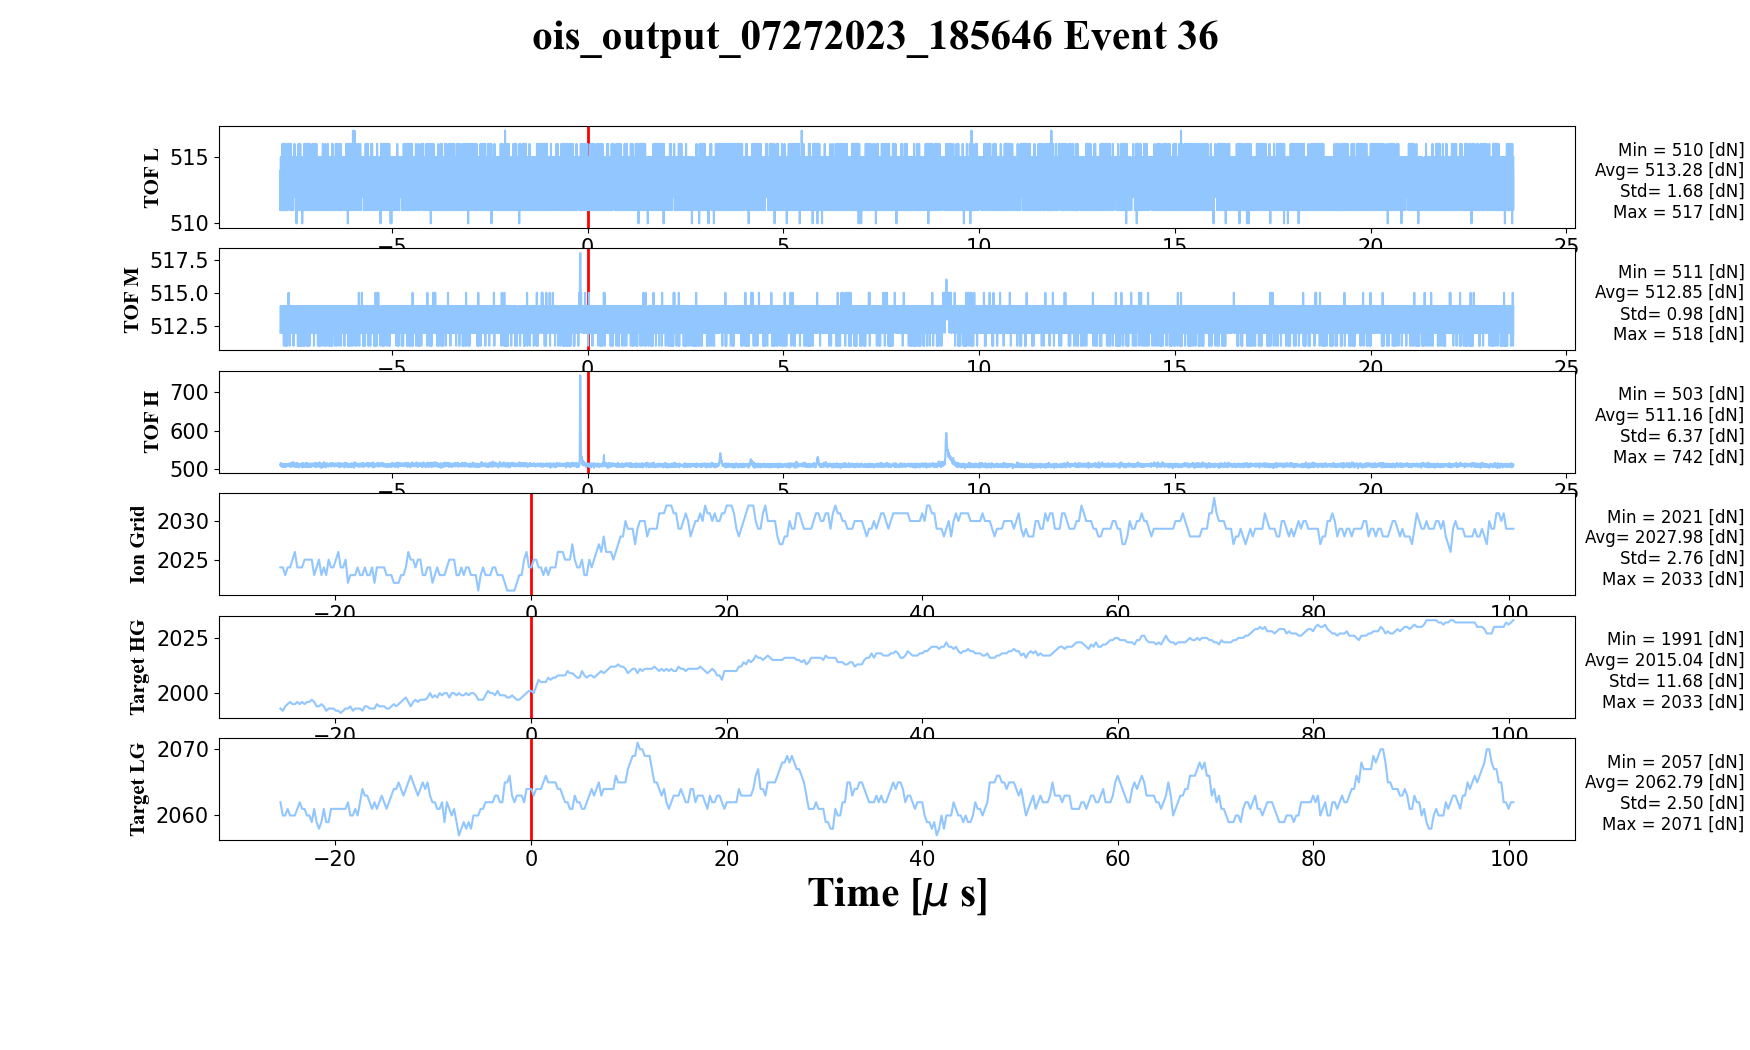 ois_output_07272023_185646 Event 36
TOF L
515
510
−5
0
5
10
15
20
25
Min = 510 [dN]
Avg= 513.28 [dN]
Std= 1.68 [dN]
Max = 517 [dN]
TOF M
517.5
515.0
512.5
−5
0
5
10
15
20
25
Min = 511 [dN]
Avg= 512.85 [dN]
Std= 0.98 [dN]
Max = 518 [dN]
TOF H
700
600
500
−5
0
5
10
15
20
25
Min = 503 [dN]
Avg= 511.16 [dN]
Std= 6.37 [dN]
Max = 742 [dN]
Ion Grid
2030
2025
−20
0
20
40
60
80
100
Min = 2021 [dN]
Avg= 2027.98 [dN]
Std= 2.76 [dN]
Max = 2033 [dN]
Target HG
2025
2000
−20
0
20
40
60
80
100
Min = 1991 [dN]
Avg= 2015.04 [dN]
Std= 11.68 [dN]
Max = 2033 [dN]
Target LG
2070
2060
−20
0
20
40
60
80
100
Min = 2057 [dN]
Avg= 2062.79 [dN]
Std= 2.50 [dN]
Max = 2071 [dN]
Time [μ s]